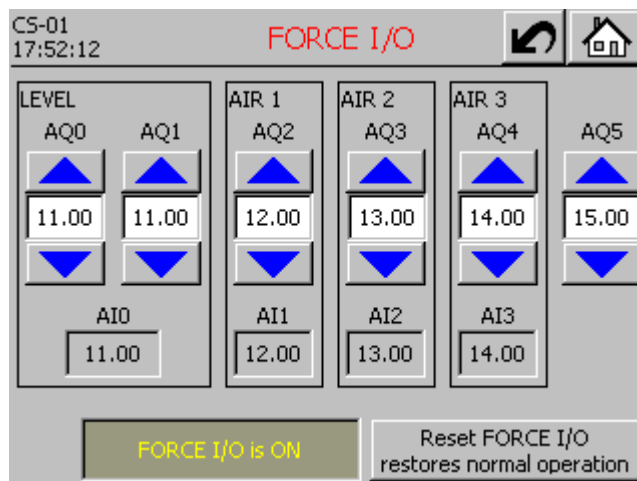 CS-01
17:52:12
FORCE I/O
LEVEL
AQ0 AQ1
11.00 11.00
AI0
11.00
AIR 1
AQ2
12.00
AI1
12.00
AIR 2
AQ3
13.00
AI2
13.00
AIR 3
AQ4
14.00
AI3
14.00
AQ5
15.00
FORCE I/O is ON
Reset FORCE I/O
restores normal operation